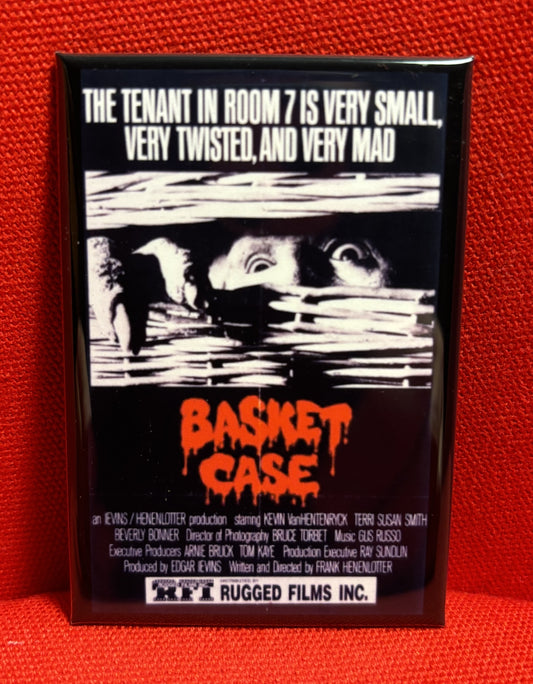 THE TENANT IN ROOM 7 IS VERY SMALL,
VERY TWISTED, AND VERY MAD
BASKET
CASE
an IEVINS / HENENLOTTER production starring KEVIN VanHENTENRYCK TERRI SUSAN SMITH
BEVERLY BONNER Director of Photography BRUCE TORBET Music GUS RUSSO
Executive Producers ARNIE BRUCK TOM KAYE Production Executive RAY SUNDLIN
Produced by EDGAR IEVINS Written and Directed by FRANK HENENLOTTER
RFI DISTRIBUTED BY
RUGGED FILMS INC.